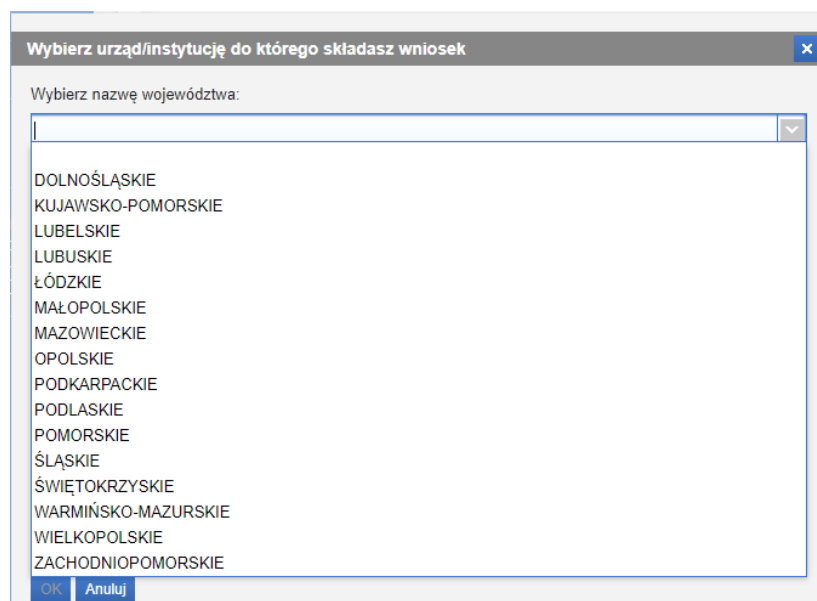 Wybierz urząd/instytucję do którego składasz wniosek
Wybierz nazwę województwa:
DOLNOŚLĄSKIE
KUJAWSKO-POMORSKIE
LUBELSKIE
LUBUSKIE
ŁÓDZKIE
MAŁOPOLSKIE
MAZOWIECKIE
OPOLSKIE
PODKARPACKIE
PODLASKIE
POMORSKIE
ŚLĄSKIE
ŚWIĘTOKRZYSKIE
WARMIŃSKO-MAZURSKIE
WIELKOPOLSKIE
ZACHODNIOPOMORSKIE
OK Anuluj